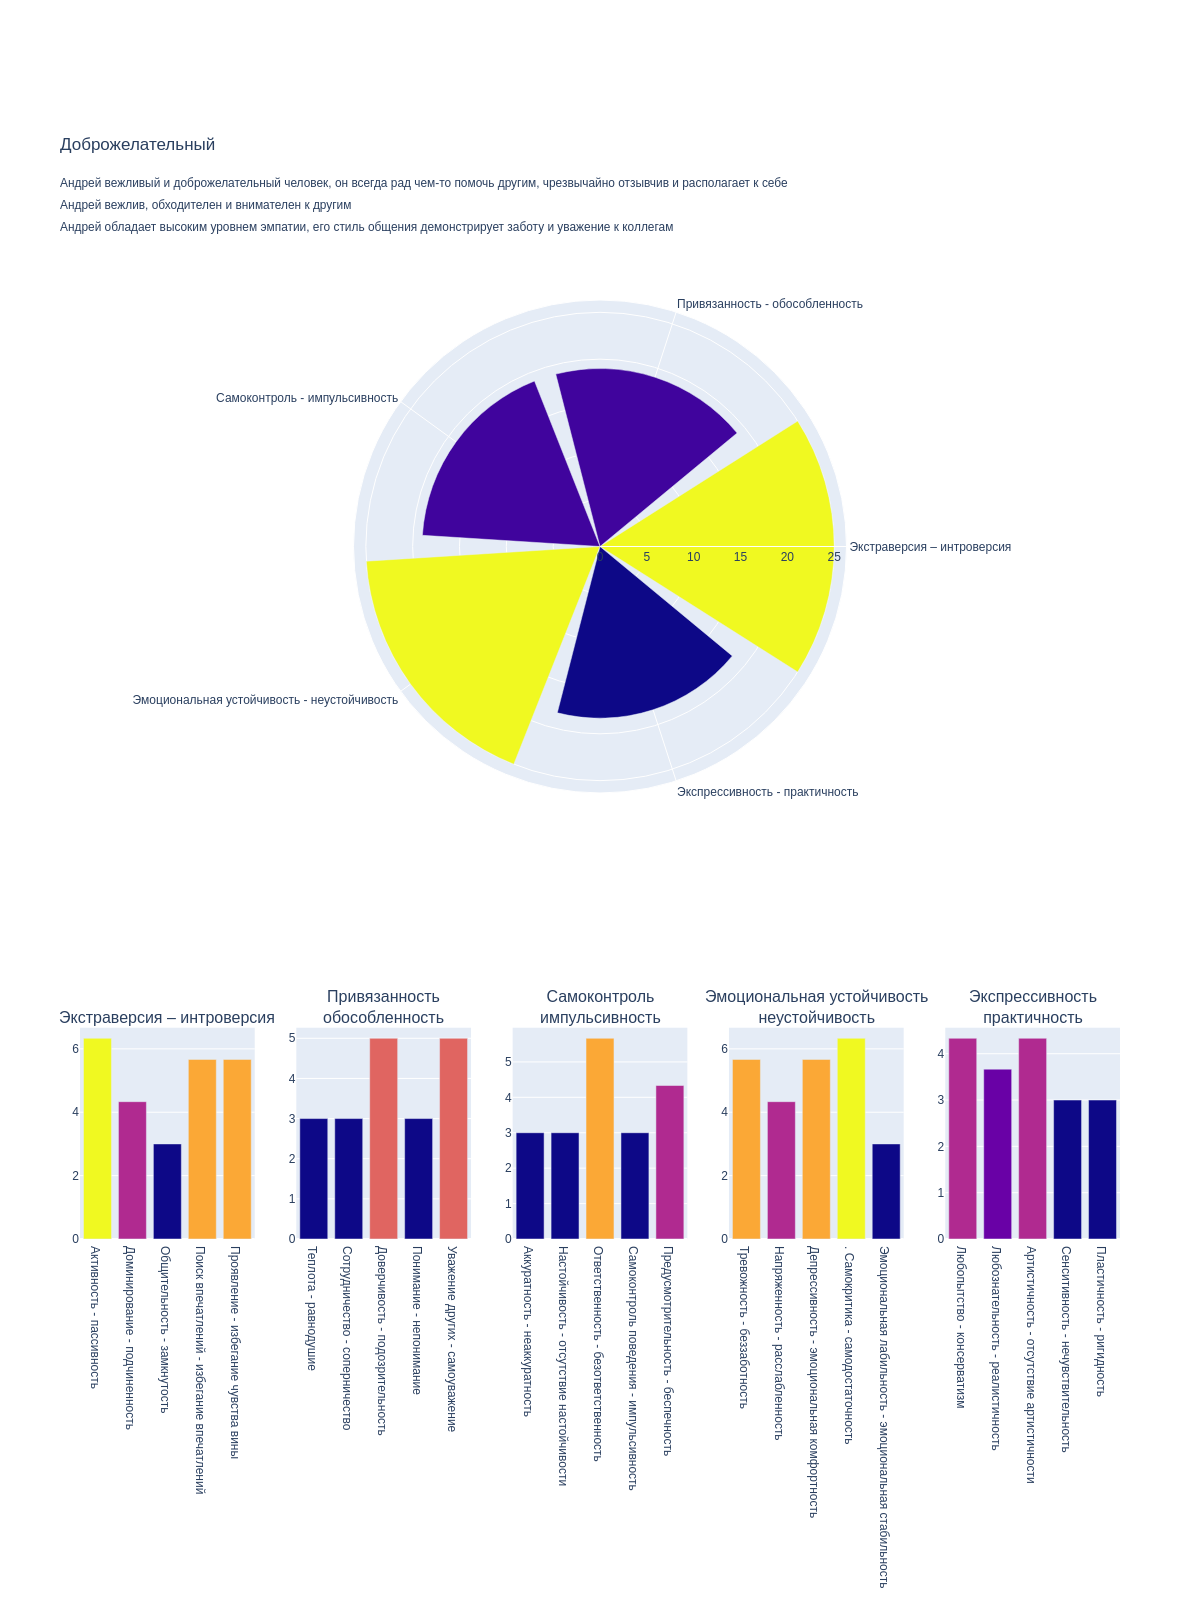 Доброжелательный
Андрей вежливый и доброжелательный человек, он всегда рад чем-то помочь другим, чрезвычайно отзывчив и располагает к себе
Андрей вежлив, обходителен и внимателен к другим
Андрей обладает высоким уровнем эмпатии, его стиль общения демонстрирует заботу и уважение к коллегам
Привязанность - обособленность
Самоконтроль - импульсивность
Экстраверсия – интроверсия
0 5 10 15 20 25
Эмоциональная устойчивость - неустойчивость
Экспрессивность - практичность
Экстраверсия – интроверсия
6
4
2
0
Активность - пассивность
Доминирование - подчиненность
Общительность - замкнутость
Поиск впечатлений - избегание впечатлений
Проявление - избегание чувства вины
Привязанность
обособленность
5
4
3
2
1
0
Теплота - равнодушие
Сотрудничество - соперничество
Доверчивость - подозрительность
Понимание - непонимание
Уважение других - самоуважение
Самоконтроль
импульсивность
5
4
3
2
1
0
Аккуратность - неаккуратность
Настойчивость - отсутствие настойчивости
Ответственность - безответственность
Самоконтроль поведения - импульсивность
Предусмотрительность - беспечность
Эмоциональная устойчивость
неустойчивость
6
4
2
0
Тревожность - беззаботность
Напряженность - расслабленность
Депрессивность - эмоциональная комфортность
. Самокритика - самодостаточность
Эмоциональная лабильность - эмоциональная стабильность
Экспрессивность
практичность
4
3
2
1
0
Любопытство - консерватизм
Любознательность - реалистичность
Артистичность - отсутствие артистичности
Сенситивность - нечувствительность
Пластичность - ригидность